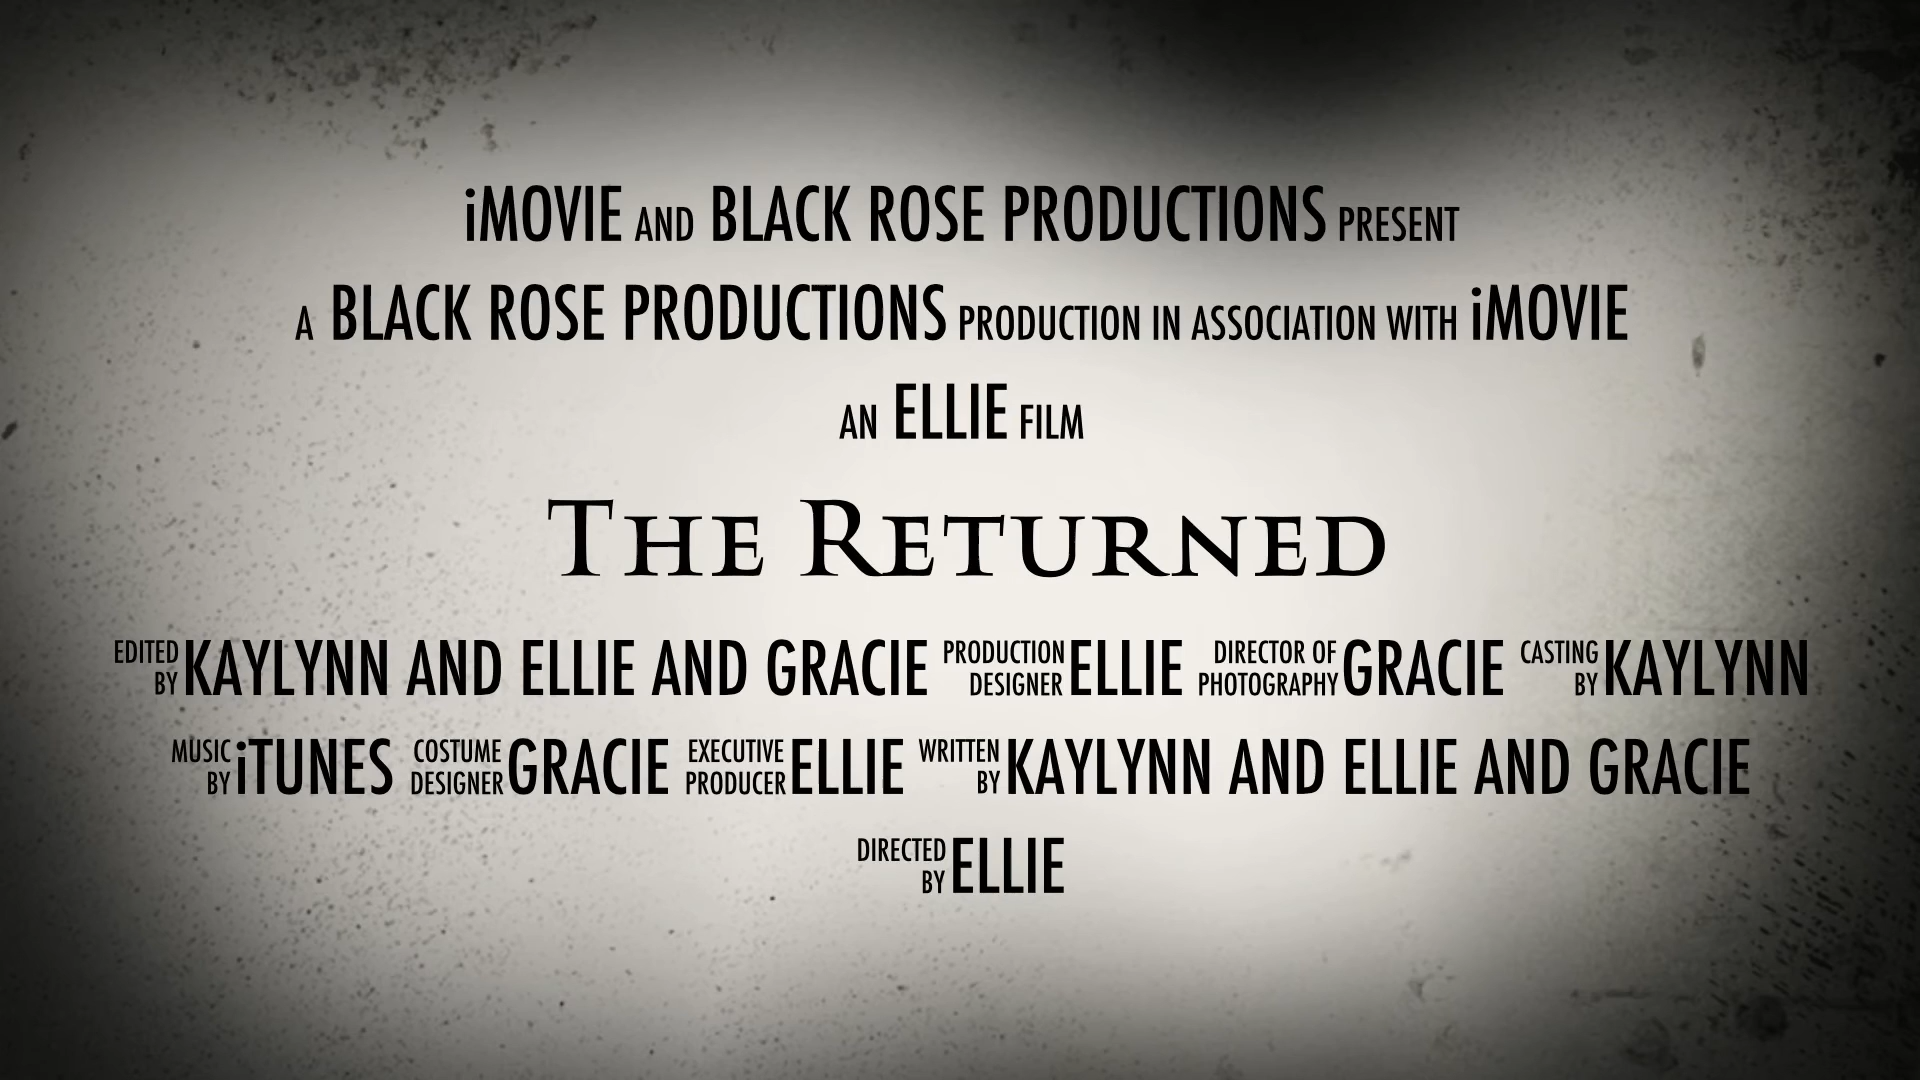 iMOVIE AND BLACK ROSE PRODUCTIONS PRESENT
A BLACK ROSE PRODUCTIONS PRODUCTION IN ASSOCIATION WITH iMOVIE
AN ELLIE FILM
THE RETURNED
EDITED BY KAYLYNN AND ELLIE AND GRACIE PRODUCTION DESIGNER ELLIE DIRECTOR OF PHOTOGRAPHY GRACIE CASTING BY KAYLYNN
MUSIC BY iTUNES COSTUME DESIGNER GRACIE EXECUTIVE PRODUCER ELLIE WRITTEN BY KAYLYNN AND ELLIE AND GRACIE
DIRECTED BY ELLIE